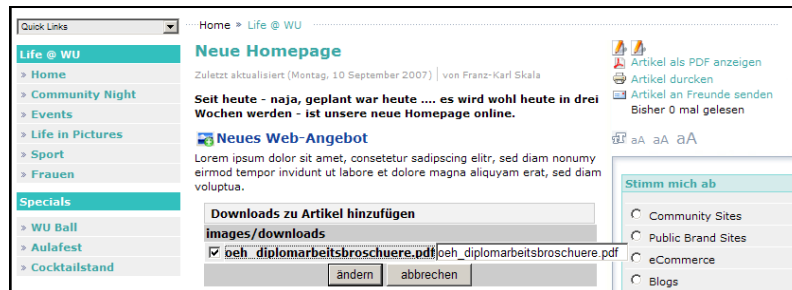 Quick Links
Home » Life @ WU
Life @ WU
» Home
» Community Night
» Events
» Life in Pictures
» Sport
» Frauen
Specials
» WU Ball
» Aulafest
» Cocktailstand
Neue Homepage
Zuletzt aktualisiert (Montag, 10 September 2007) | von Franz-Karl Skala
Seit heute - naja, geplant war heute .... es wird wohl heute in drei
Wochen werden - ist unsere neue Homepage online.
Neues Web-Angebot
Lorem ipsum dolor sit amet, consetetur sadipscing elitr, sed diam nonumy
eirmod tempor invidunt ut labore et dolore magna aliquyam erat, sed diam
voluptua.
Downloads zu Artikel hinzufügen
images/downloads
oeh_diplomarbeitsbroschuere.pdf oeh_diplomarbeitsbroschuere.pdf
ändern abbrechen
Artikel als PDF anzeigen
Artikel durcken
Artikel an Freunde senden
Bisher 0 mal gelesen
aA aA aA
Stimm mich ab
Community Sites
Public Brand Sites
eCommerce
Blogs